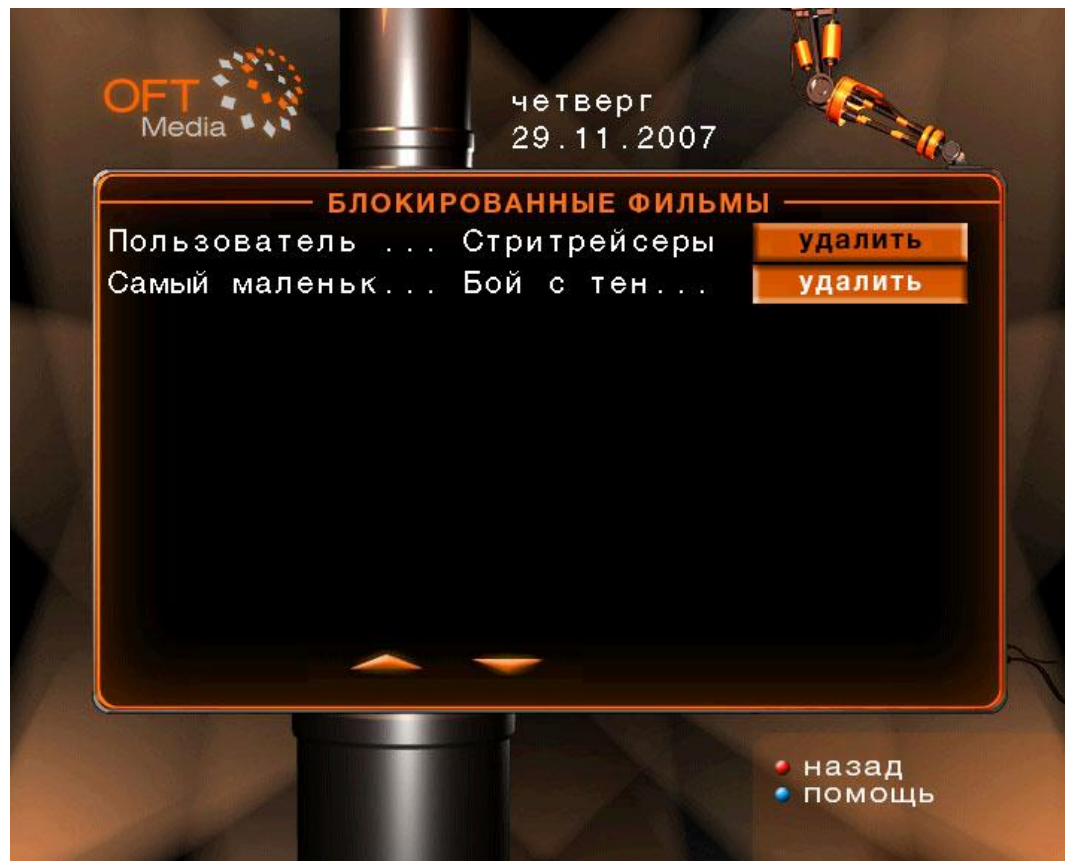 OFT
Media
четверг
29.11.2007
БЛОКИРОВАННЫЕ ФИЛЬМЫ
Пользователь ... Стритрейсеры удалить
Самый маленьк... Бой с тен... удалить
назад
помощь